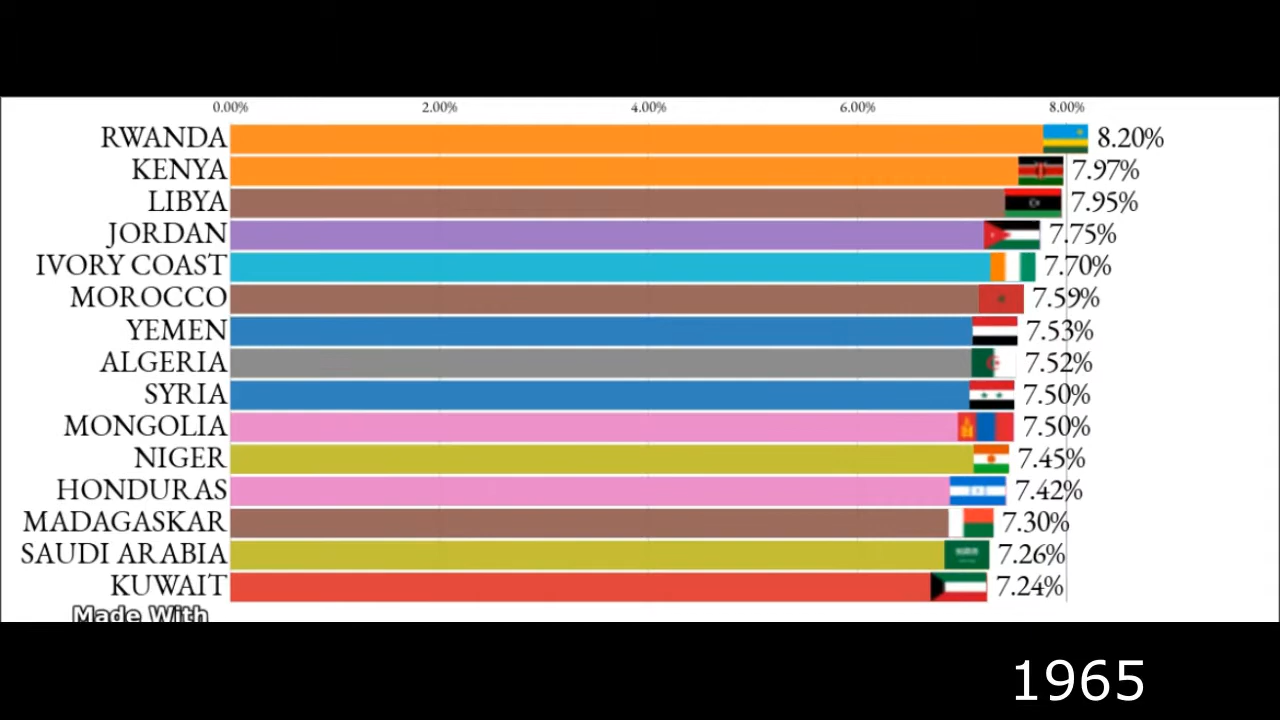 0.00% 2.00% 4.00% 6.00% 8.00%
RWANDA 8.20%
KENYA 7.97%
LIBYA 7.95%
JORDAN 7.75%
IVORY COAST 7.70%
MOROCCO 7.59%
YEMEN 7.53%
ALGERIA 7.52%
SYRIA 7.50%
MONGOLIA 7.50%
NIGER 7.45%
HONDURAS 7.42%
MADAGASKAR 7.30%
SAUDI ARABIA 7.26%
KUWAIT 7.24%
Made With
1965